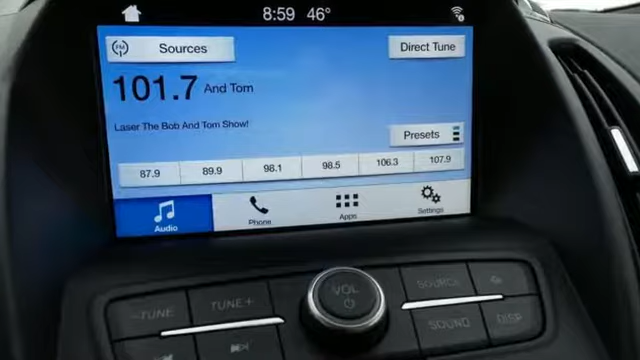 8:59 46°
FM Sources Direct Tune
101.7 And Tom
Laser The Bob And Tom Show!
Presets
87.9 89.9 98.1 98.5 106.3 107.9
Audio Phone Apps Settings
VOL
-TUNE TUNE+ SOURCE
SOUND DISP